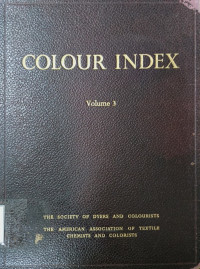 COLOUR INDEX
Volume 3
THE SOCIETY OF DYERS AND COLOURISTS
THE AMERICAN ASSOCIATION OF TEXTILE
CHEMISTS AND COLORISTS